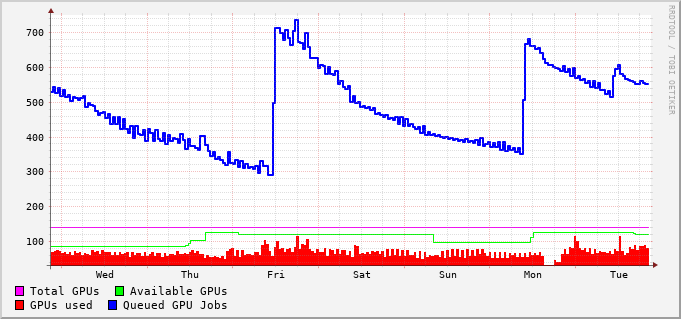 RRDTOOL / TOBI OETIKER
700
600
500
400
300
200
100
Wed Thu Fri Sat Sun Mon Tue
Total GPUs Available GPUs
GPUs used Queued GPU Jobs